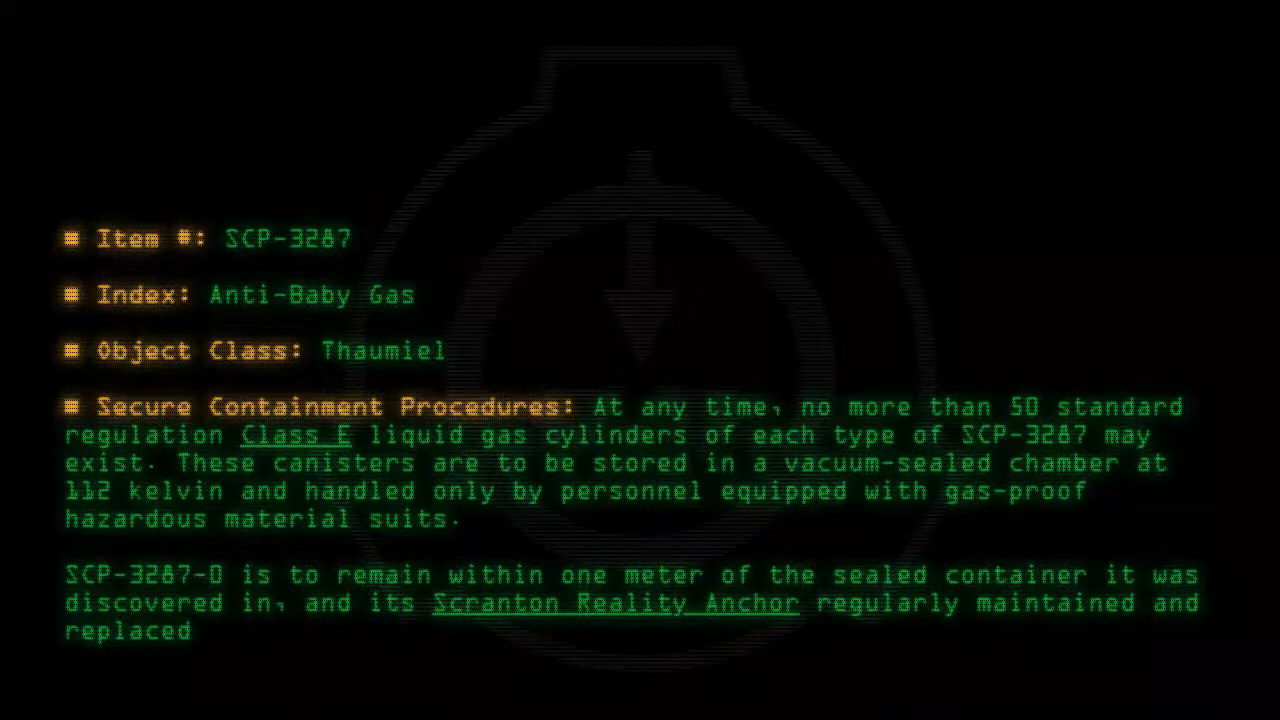 ■ Item #: SCP-3287
■ Index: Anti-Baby Gas
■ Object Class: Thaumiel
■ Secure Containment Procedures: At any time, no more than 50 standard
regulation Class E liquid gas cylinders of each type of SCP-3287 may
exist. These canisters are to be stored in a vacuum-sealed chamber at
112 kelvin and handled only by personnel equipped with gas-proof
hazardous material suits.
SCP-3287-0 is to remain within one meter of the sealed container it was
discovered in, and its Scranton Reality Anchor regularly maintained and
replaced